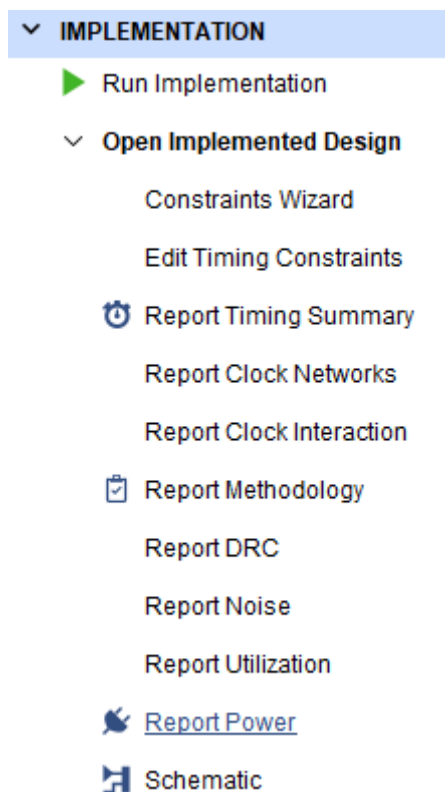 IMPLEMENTATION
Run Implementation
Open Implemented Design
Constraints Wizard
Edit Timing Constraints
Report Timing Summary
Report Clock Networks
Report Clock Interaction
Report Methodology
Report DRC
Report Noise
Report Utilization
Report Power
Schematic